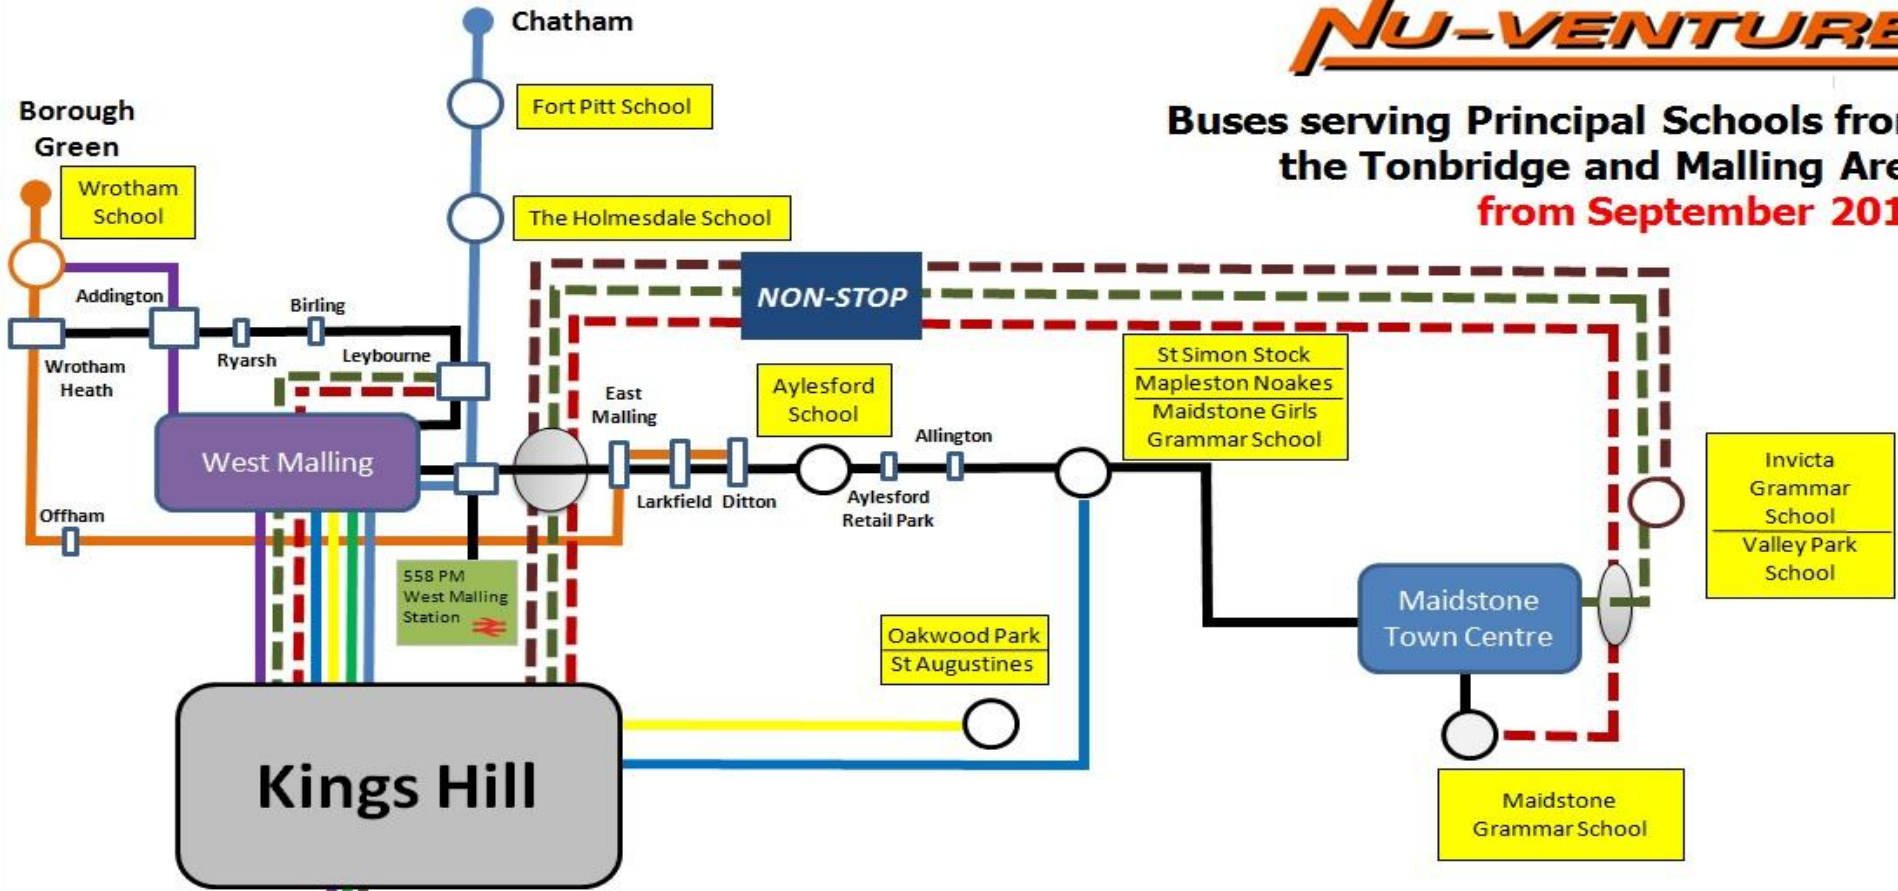 NU-VENTURE
Buses serving Principal Schools
the Tonbridge and Malling
from September
Chatham
Fort Pitt School
The Holmesdale School
Borough
Green
Wrotham
School
Addington
Wrotham
Heath
Ryarsh
Birling
Leybourne
NON-STOP
West Malling
East
Malling
Larkfield
Ditton
Aylesford
School
Aylesford
Retail Park
Allington
St Simon Stock
Mapleston Noakes
Maidstone Girls
Grammar School
Invicta
Grammar
School
Valley Park
School
Offham
558 PM
West Malling
Station
Oakwood Park
St Augustines
Maidstone
Town Centre
Kings Hill
Maidstone
Grammar School